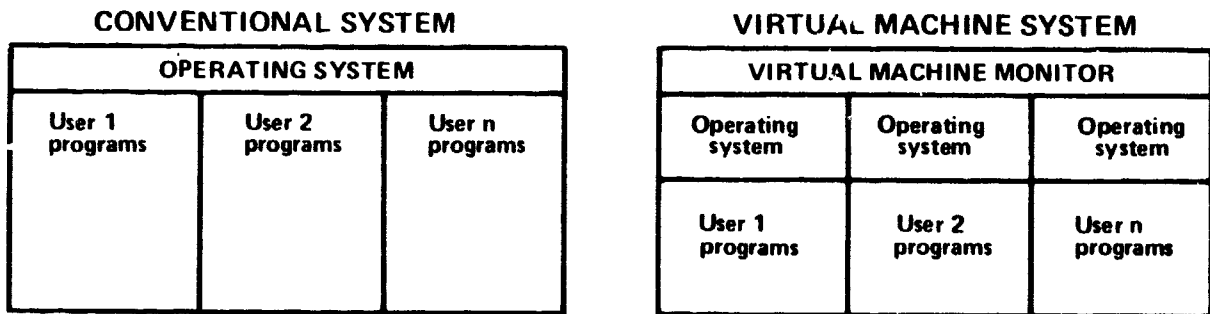 CONVENTIONAL SYSTEM
OPERATING SYSTEM
User 1
programs
User 2
programs
User n
programs
VIRTUAL MACHINE SYSTEM
VIRTUAL MACHINE MONITOR
Operating
system
Operating
system
Operating
system
User 1
programs
User 2
programs
User n
programs